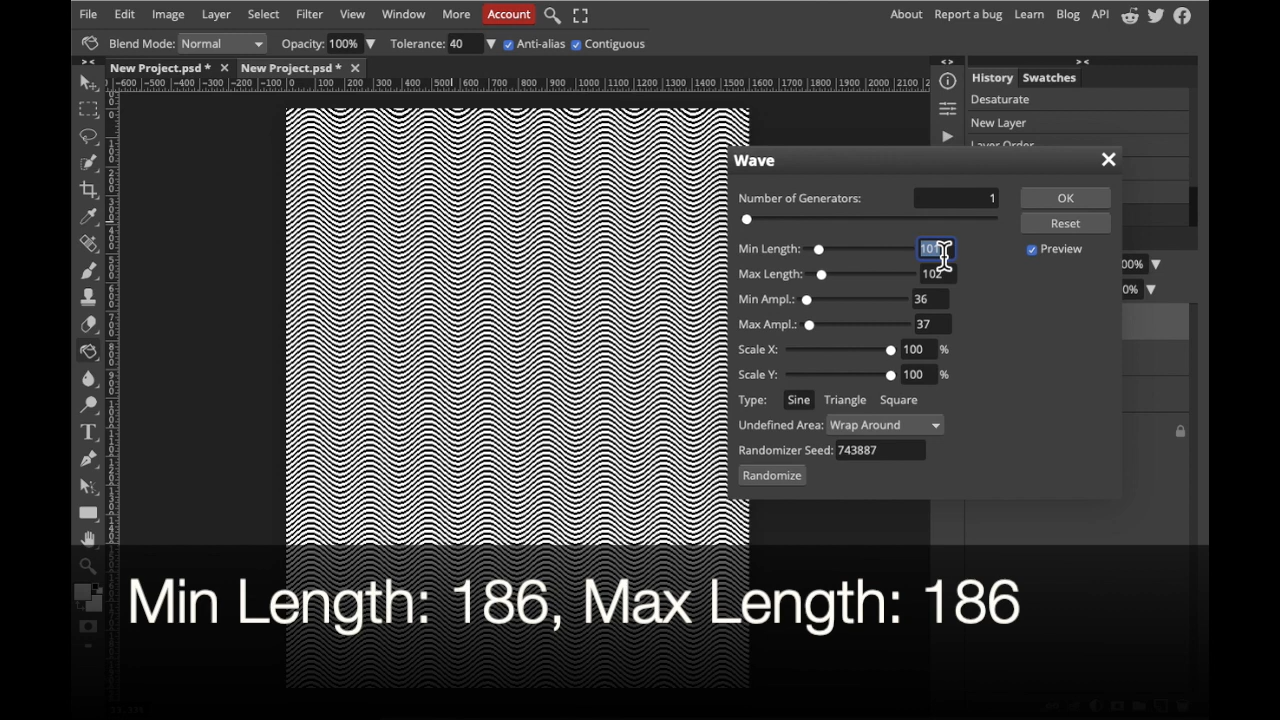 File Edit Image Layer Select Filter View Window More Account About Report a bug Learn Blog API
Blend Mode: Normal Opacity: 100% Tolerance: 40 Anti-alias Contiguous
New Project.psd * New Project.psd *
History Swatches
Desaturate
New Layer
Layer Order
Wave
Number of Generators: 1 OK
Reset
Min Length: 101 Preview
Max Length: 102
Min Ampl.: 36
Max Ampl.: 37
Scale X: 100 %
Scale Y: 100 %
Type: Sine Triangle Square
Undefined Area: Wrap Around
Randomizer Seed: 743887
Randomize
Min Length: 186, Max Length: 186